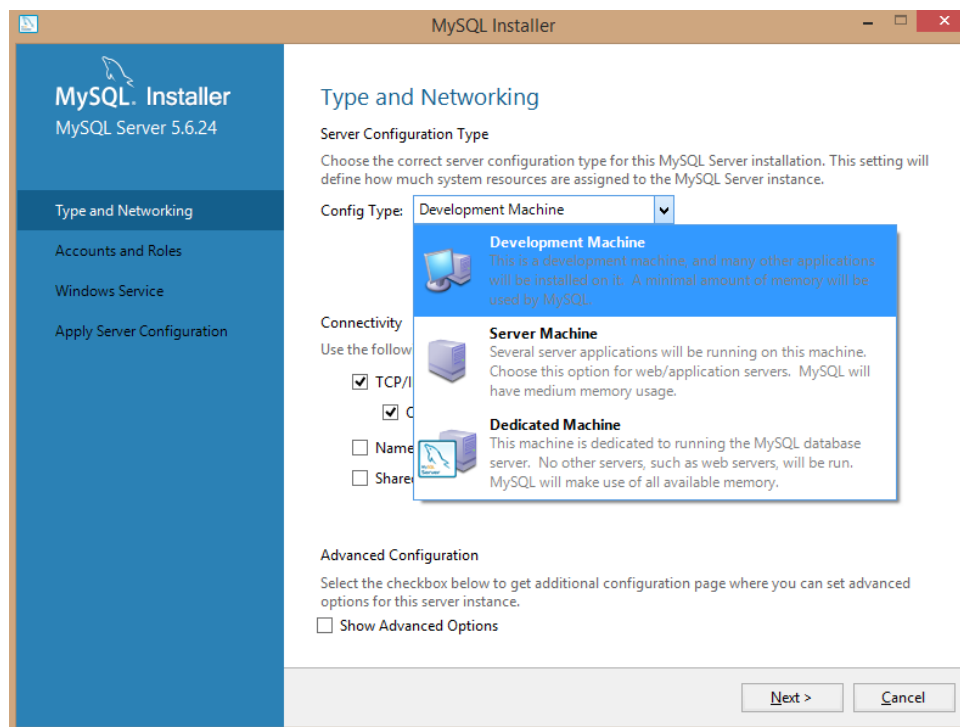 MySQL Installer
MySQL. Installer
MySQL Server 5.6.24
Type and Networking
Accounts and Roles
Windows Service
Apply Server Configuration
Type and Networking
Server Configuration Type
Choose the correct server configuration type for this MySQL Server installation. This setting will
define how much system resources are assigned to the MySQL Server instance.
Config Type: Development Machine
Development Machine
This is a development machine, and many other applications
will be installed on it. A minimal amount of memory will be
used by MySQL.
Server Machine
Several server applications will be running on this machine.
Choose this option for web/application servers. MySQL will
have medium memory usage.
Dedicated Machine
This machine is dedicated to running the MySQL database
server. No other servers, such as web servers, will be run.
MySQL will make use of all available memory.
Connectivity
Use the follow
TCP/I
Name
Share
Advanced Configuration
Select the checkbox below to get additional configuration page where you can set advanced
options for this server instance.
Show Advanced Options
Next >
Cancel